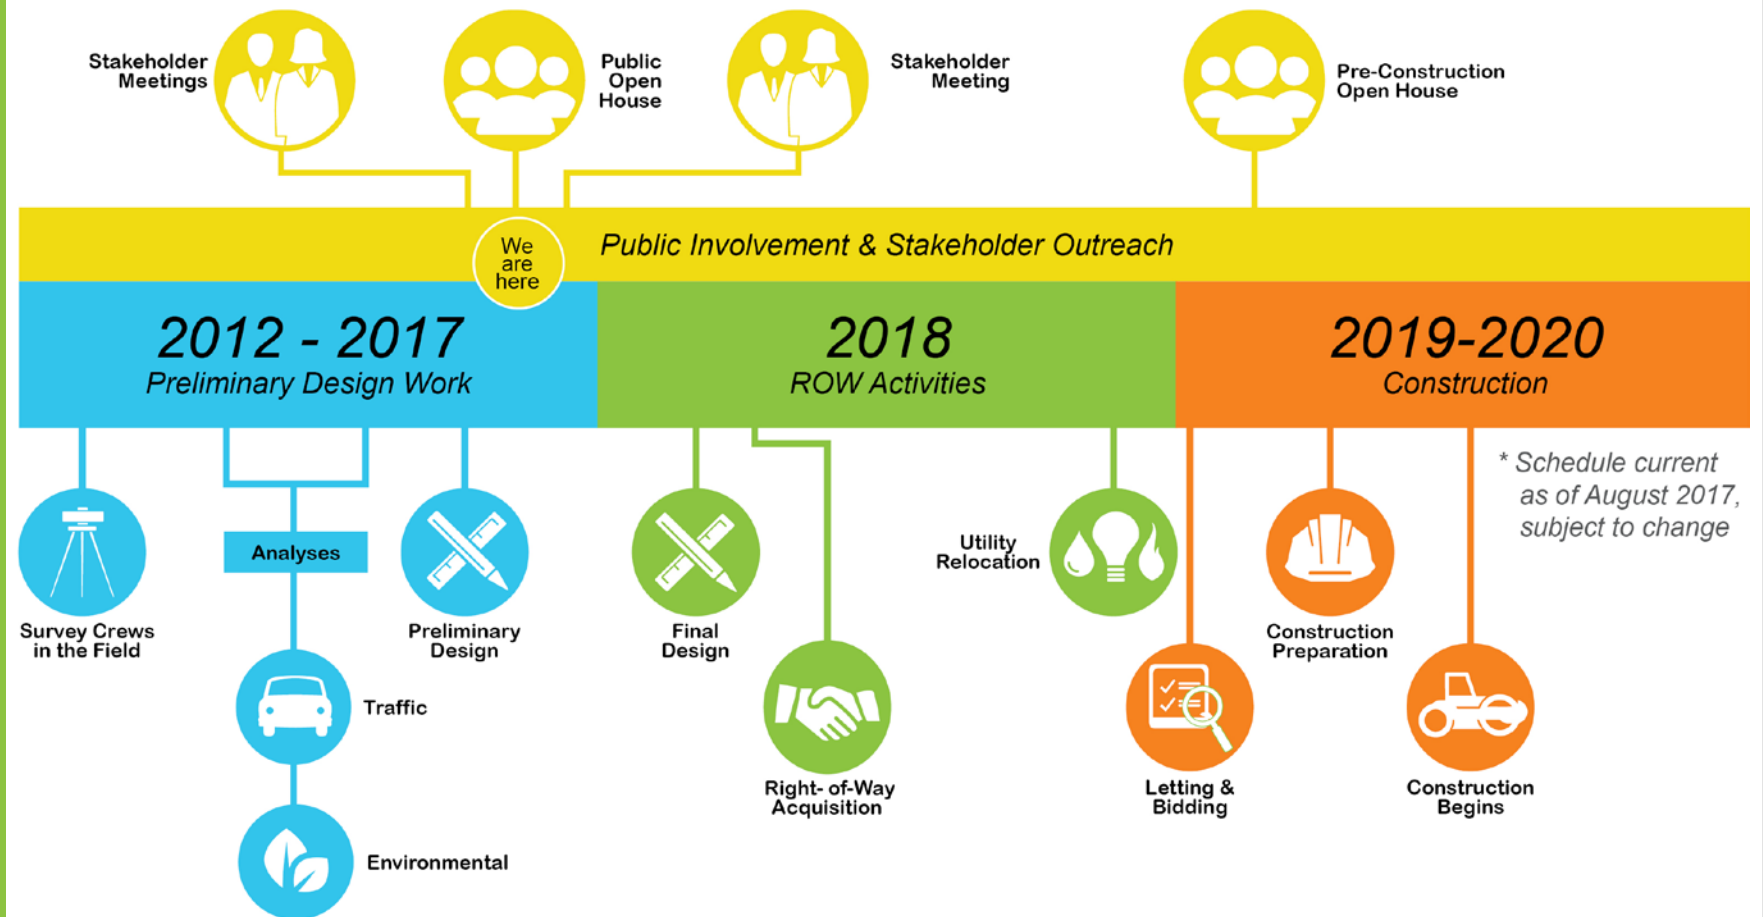 Stakeholder
Meetings
Public
Open
House
Stakeholder
Meeting
Pre-Construction
Open House
We
are
here
Public Involvement & Stakeholder Outreach
2012 - 2017
Preliminary Design Work
2018
ROW Activities
2019-2020
Construction
* Schedule current
as of August 2017,
subject to change
Analyses
Utility
Relocation
Survey Crews
in the Field
Preliminary
Design
Final
Design
Construction
Preparation
Traffic
Right- of-Way
Acquisition
Letting &
Bidding
Construction
Begins
Environmental